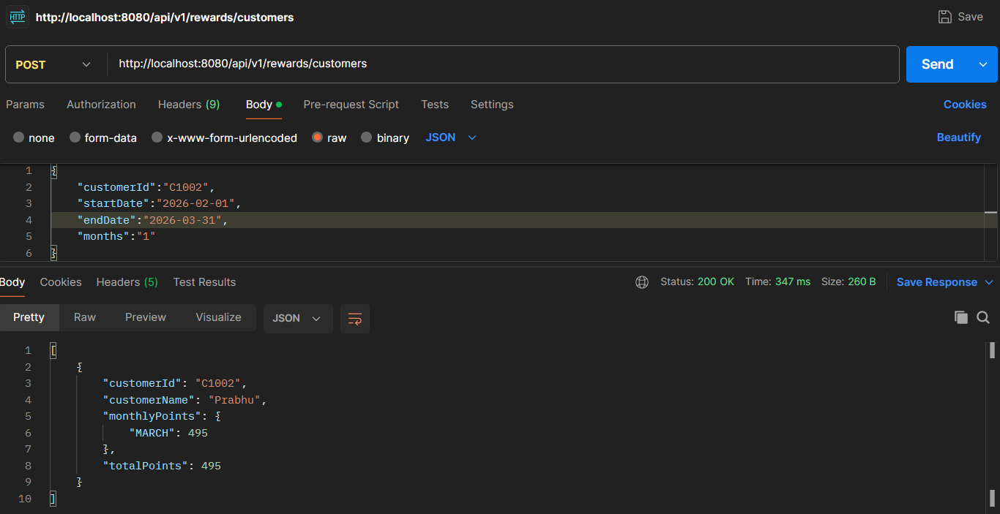 HTTP http://localhost:8080/api/v1/rewards/customers Save
POST http://localhost:8080/api/v1/rewards/customers Send
Params Authorization Headers (9) Body Pre-request Script Tests Settings Cookies
none form-data x-www-form-urlencoded raw binary JSON Beautify
1 {
2 "customerId":"C1002",
3 "startDate":"2026-02-01",
4 "endDate":"2026-03-31",
5 "months":"1"
6 }
Body Cookies Headers (5) Test Results Status: 200 OK Time: 347 ms Size: 260 B Save Response
Pretty Raw Preview Visualize JSON
1 [
2 {
3 "customerId": "C1002",
4 "customerName": "Prabhu",
5 "monthlyPoints": {
6 "MARCH": 495
7 },
8 "totalPoints": 495
9 }
10 ]